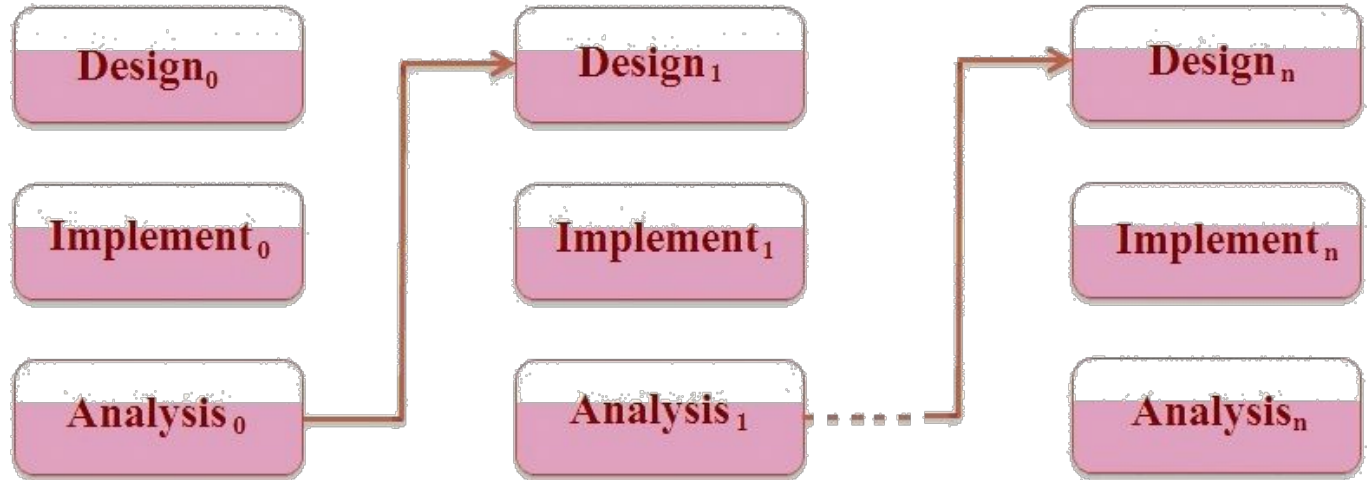 Design₀
Implement₀
Analysis₀
Design₁
Implement₁
Analysis₁
Designₙ
Implementₙ
Analysisₙ